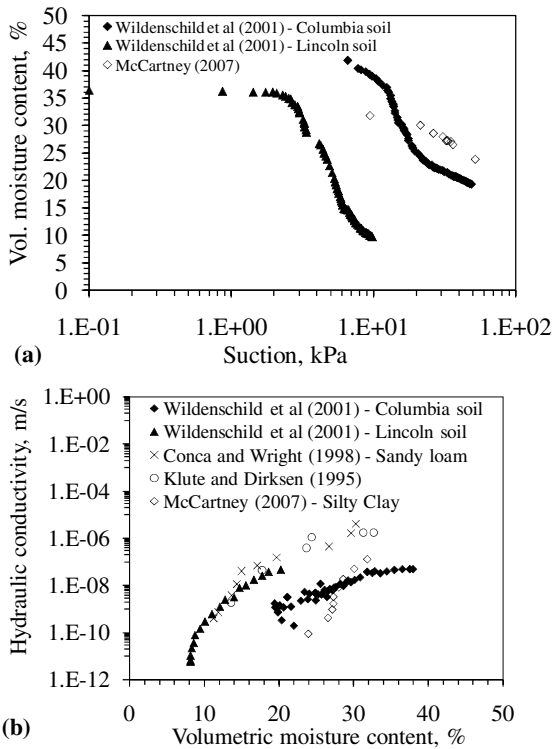 50
45
40
35
30
25
20
15
10
5
0
Vol. moisture content, %
Wildenschild et al (2001) - Columbia soil
Wildenschild et al (2001) - Lincoln soil
McCartney (2007)
1.E-01 1.E+00 1.E+01 1.E+02
Suction, kPa
(a)
1.E+00
1.E-02
1.E-04
1.E-06
1.E-08
1.E-10
1.E-12
Hydraulic conductivity, m/s
Wildenschild et al (2001) - Columbia soil
Wildenschild et al (2001) - Lincoln soil
Conca and Wright (1998) - Sandy loam
Klute and Dirksen (1995)
McCartney (2007) - Silty Clay
0 10 20 30 40 50
Volumetric moisture content, %
(b)